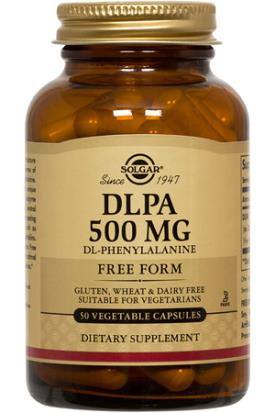 SOLGAR
Since 1947
DLPA
500 MG
DL-PHENYLALANINE
FREE FORM
GLUTEN, WHEAT & DAIRY FREE
SUITABLE FOR VEGETARIANS
50 VEGETABLE CAPSULES
DIETARY SUPPLEMENT